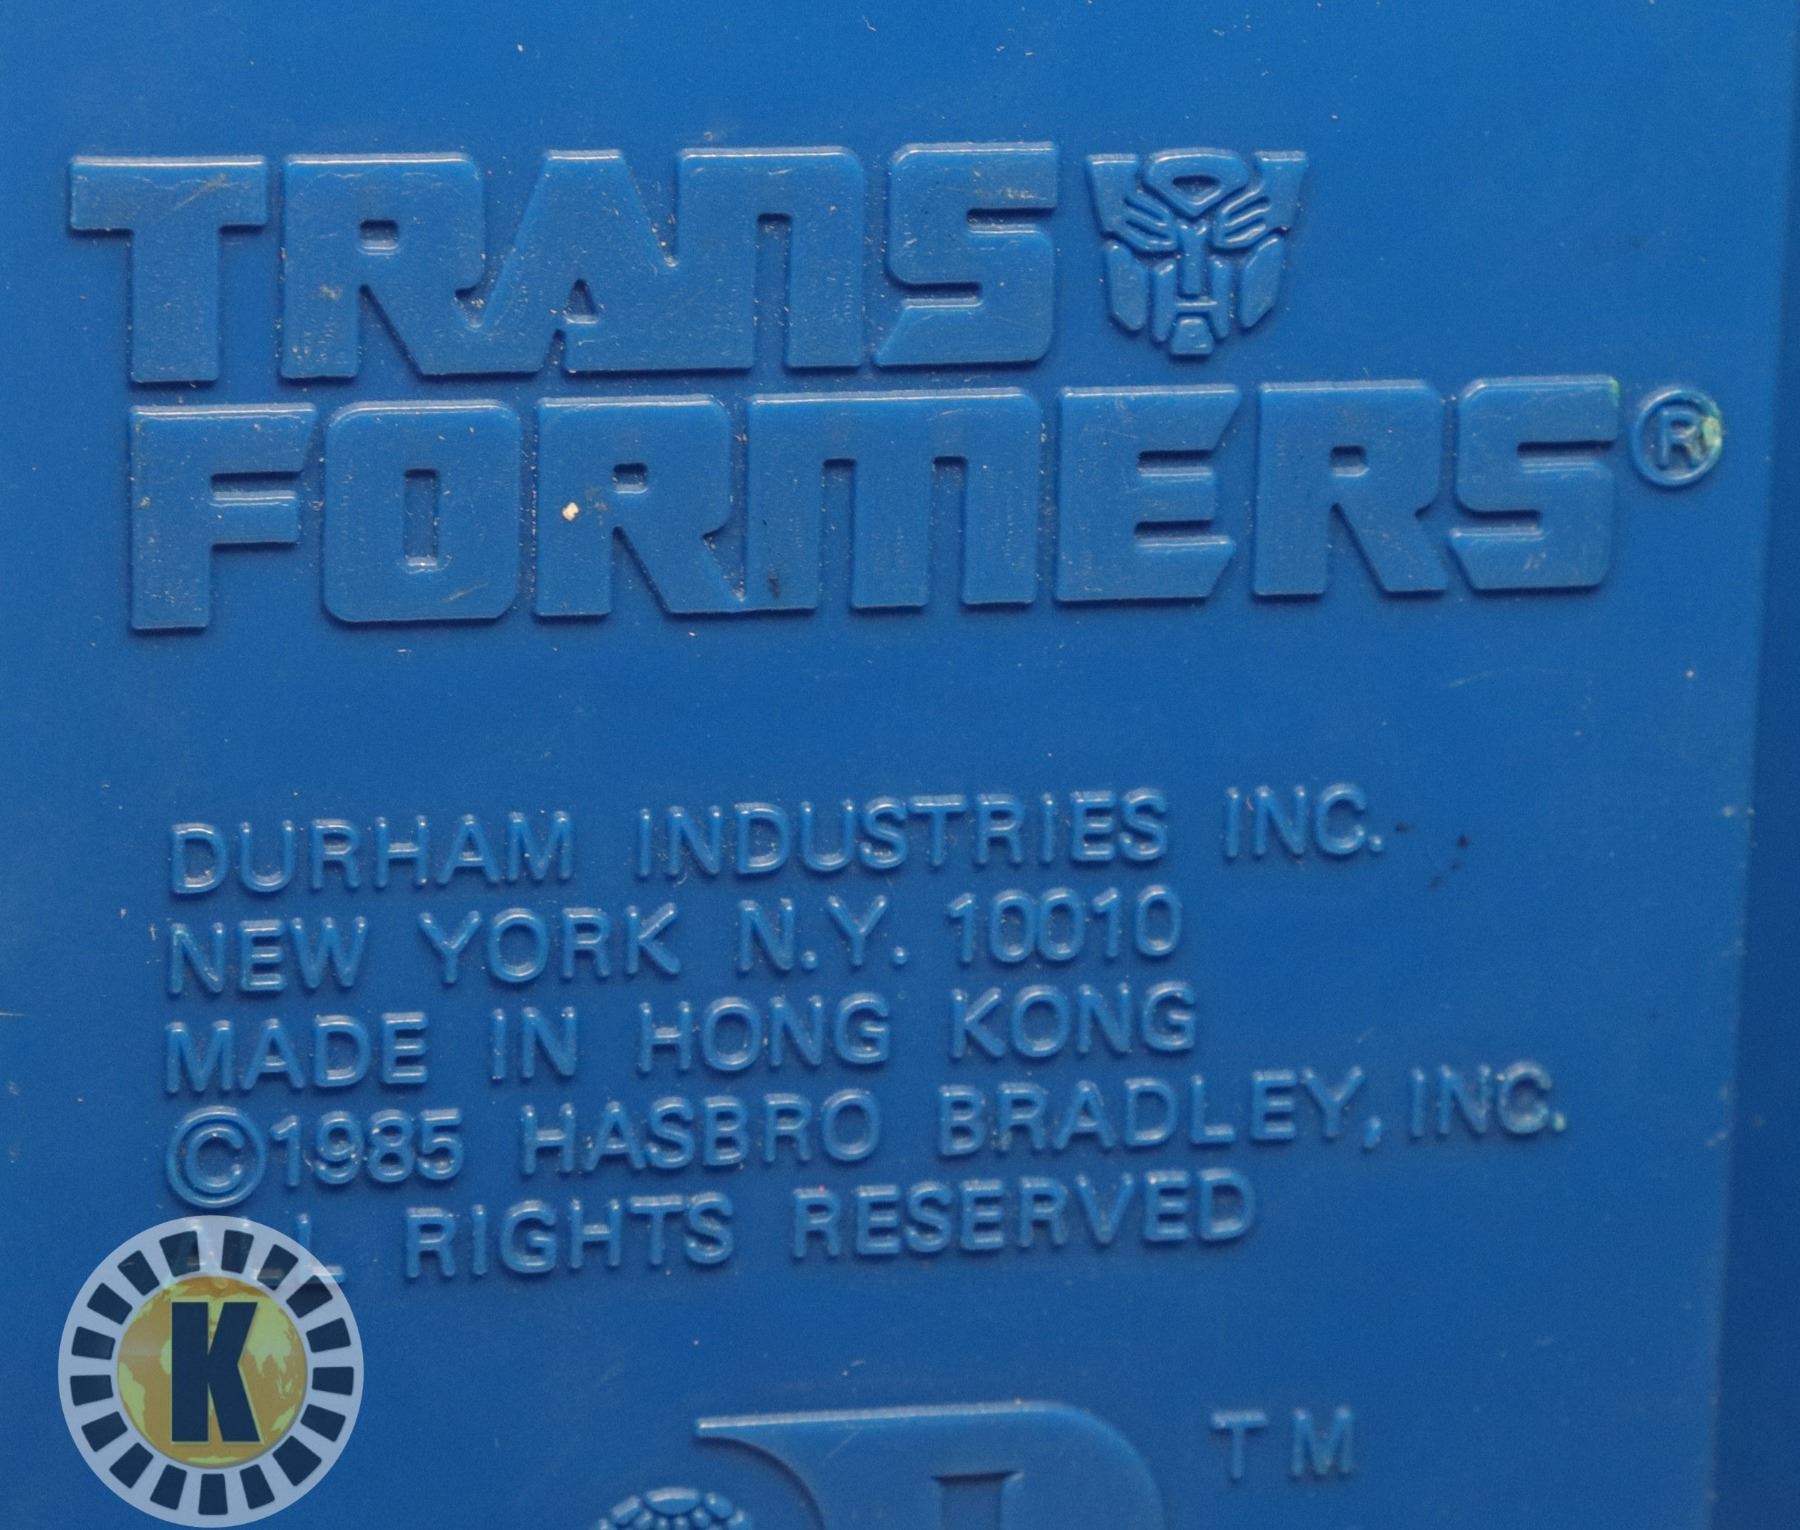 TRANS
FORMERS®
DURHAM INDUSTRIES INC.
NEW YORK N.Y. 10010
MADE IN HONG KONG
©1985 HASBRO BRADLEY, INC.
ALL RIGHTS RESERVED
K
D TM